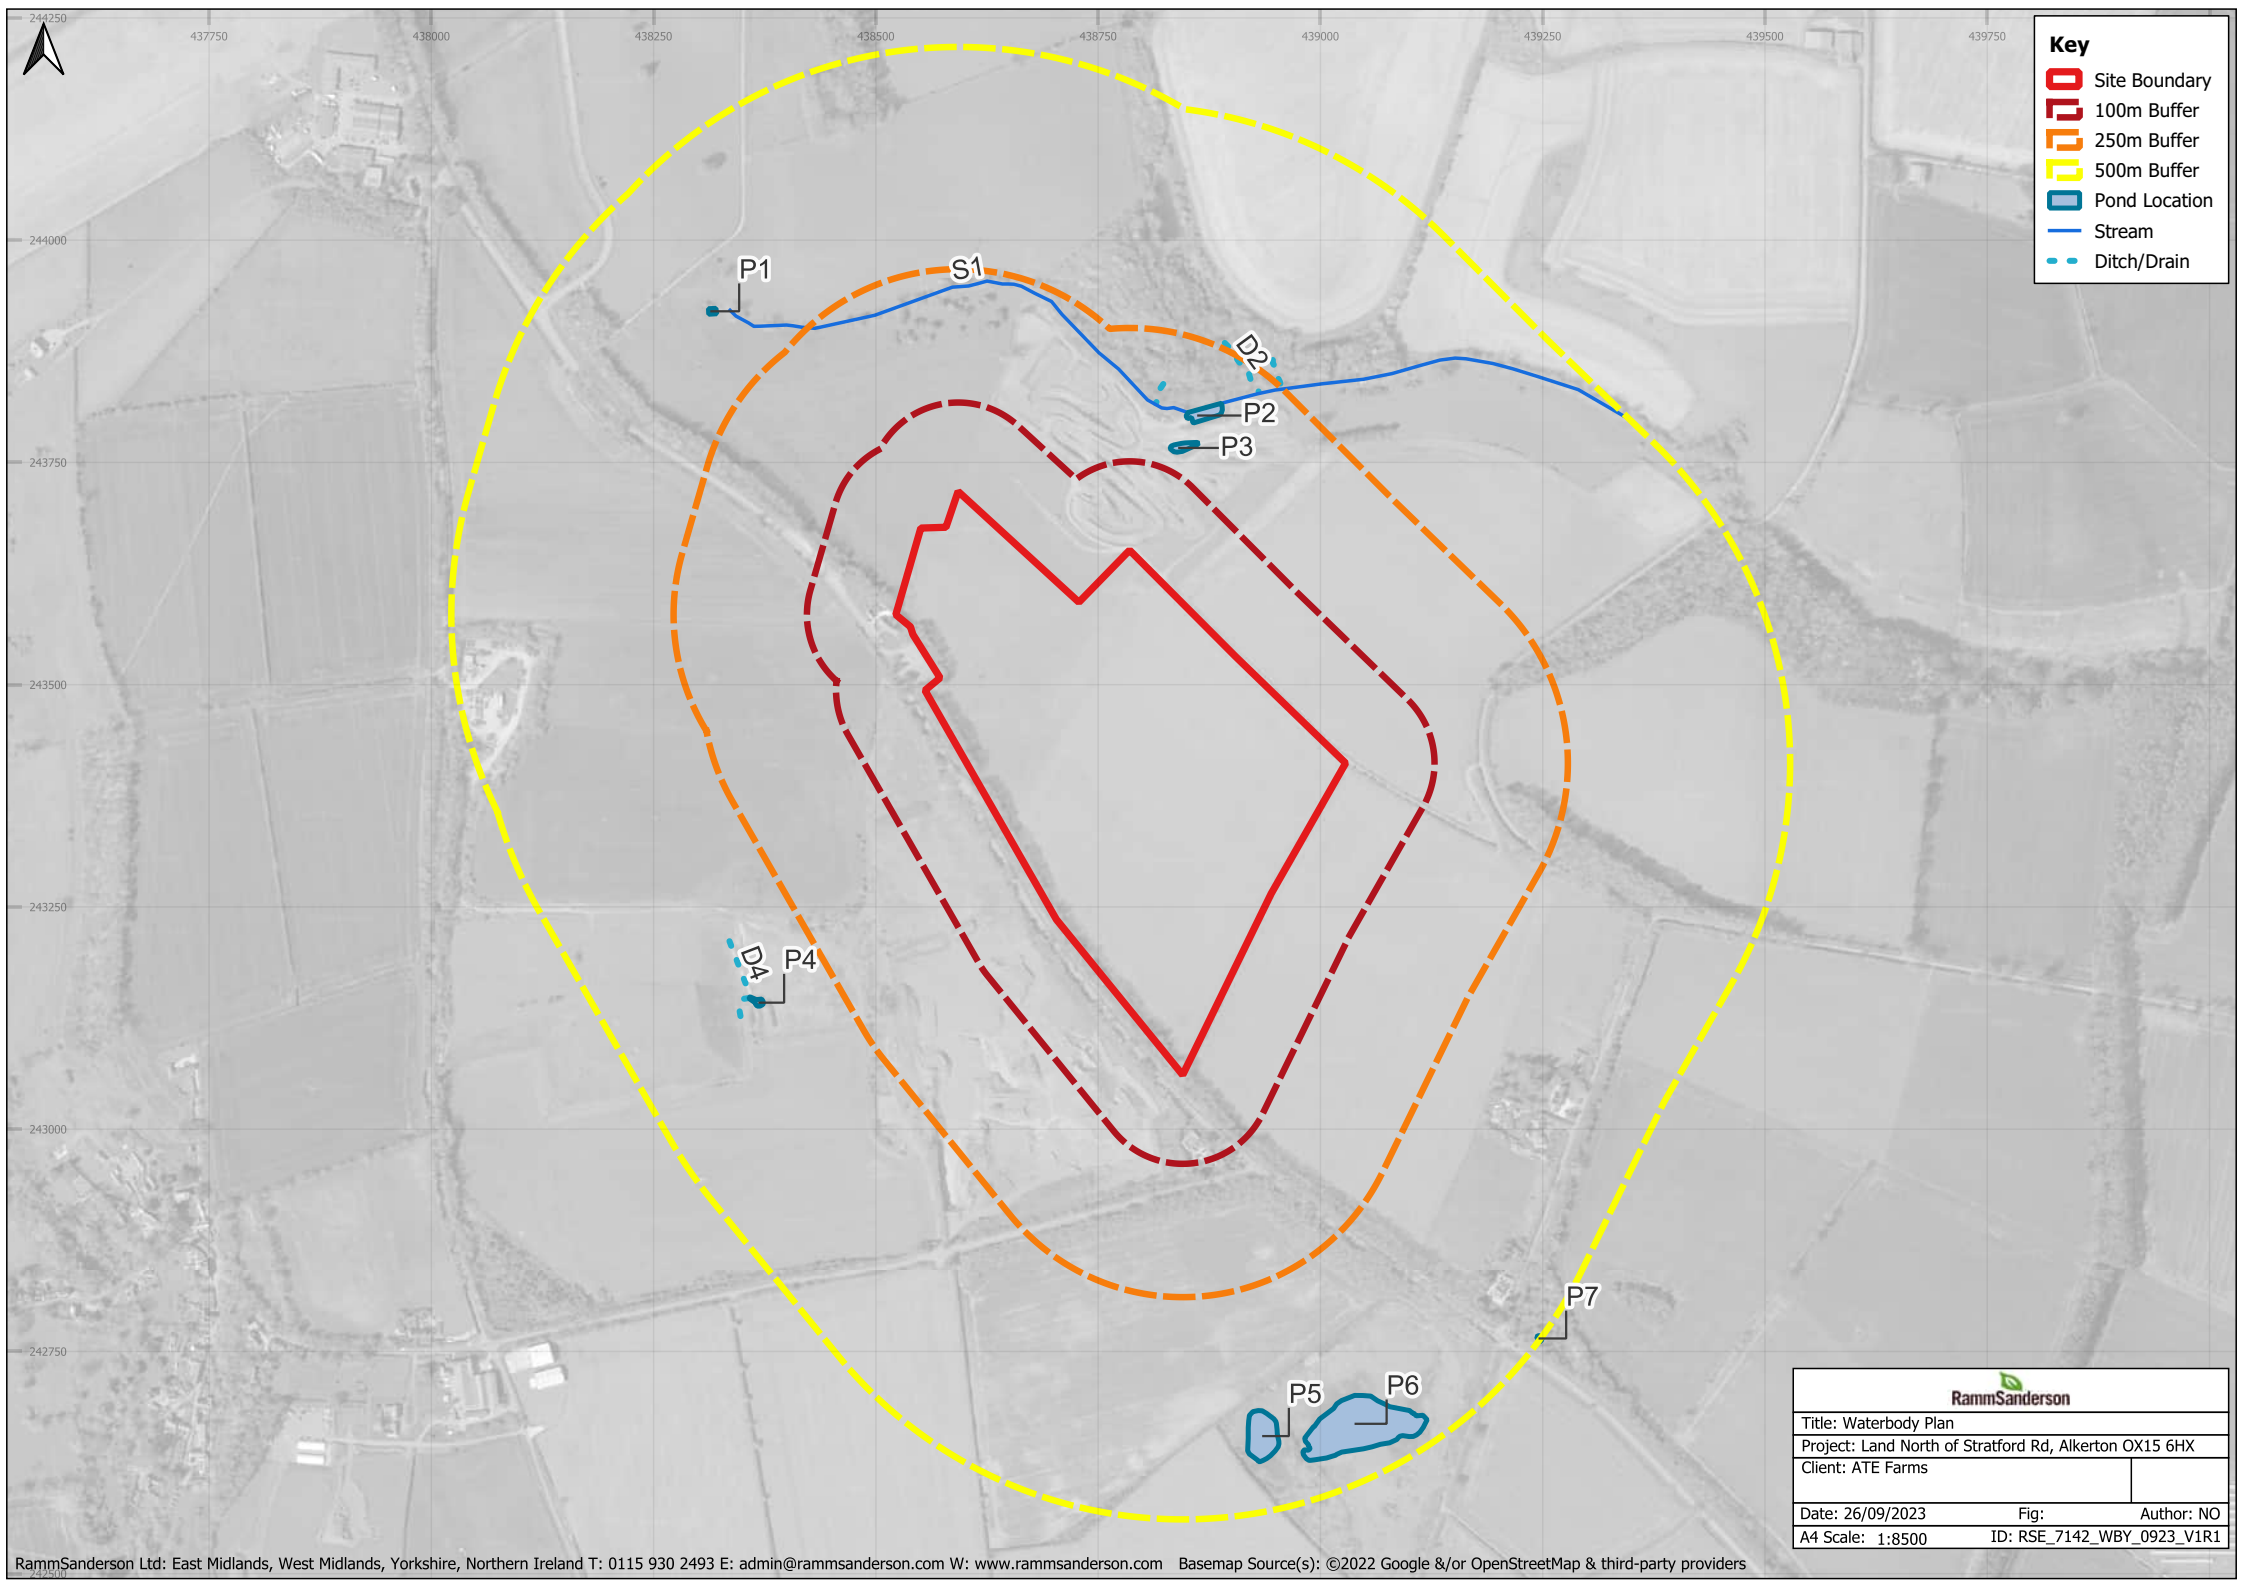 244250
437750 438000 438250 438500 438750 439000 439250 439500 439750
Key
Site Boundary
100m Buffer
250m Buffer
500m Buffer
Pond Location
Stream
Ditch/Drain
244000
P1
S1
D2
P2
P3
243750
243500
243250
D4
P4
243000
P7
242750
P5
P6
242500
RammSanderson
Title: Waterbody Plan
Project: Land North of Stratford Rd, Alkerton OX15 6HX
Client: ATE Farms
Date: 26/09/2023 Fig: Author: NO
A4 Scale: 1:8500 ID: RSE_7142_WBY_0923_V1R1
RammSanderson Ltd: East Midlands, West Midlands, Yorkshire, Northern Ireland T: 0115 930 2493 E: admin@rammsanderson.com W: www.rammsanderson.com Basemap Source(s): ©2022 Google &/or OpenStreetMap & third-party providers